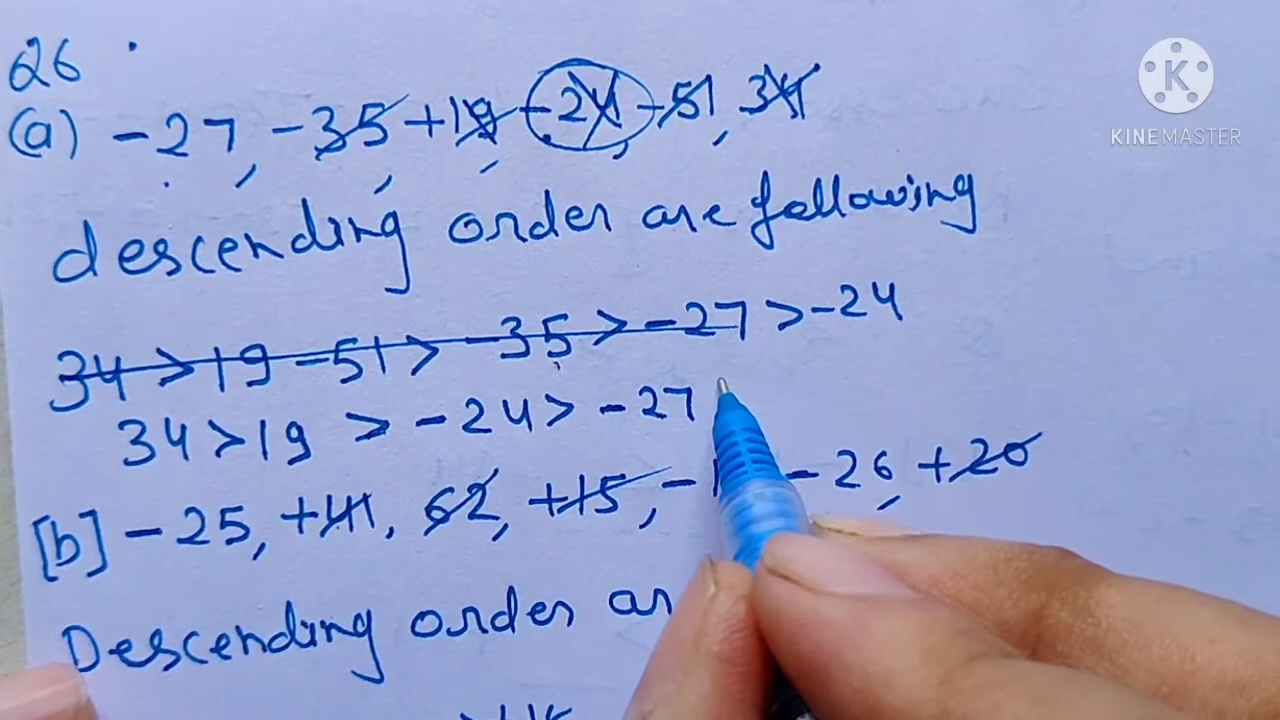 26
(a) -27, -35, +19, -24, -51, 34
descending order are following
34 > 19 -51 > -35 > -27 > -24
34 > 19 > -24 > -27
[b] -25, +41, 62, +15, - - 26, +20
Descending order
K
KINEMASTER